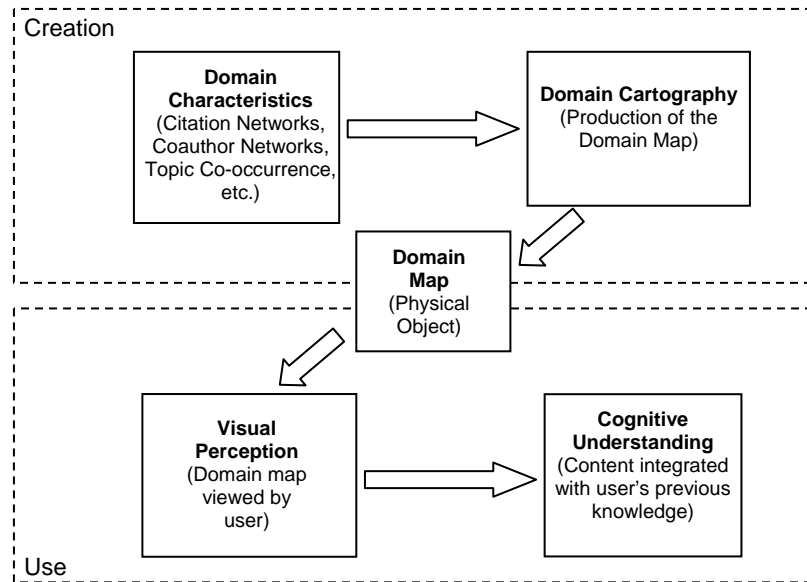 Creation
Domain
Characteristics
(Citation Networks,
Coauthor Networks,
Topic Co-occurrence,
etc.)
Domain Cartography
(Production of the
Domain Map)
Domain
Map
(Physical
Object)
Visual
Perception
(Domain map
viewed by
user)
Cognitive
Understanding
(Content integrated
with user's previous
knowledge)
Use